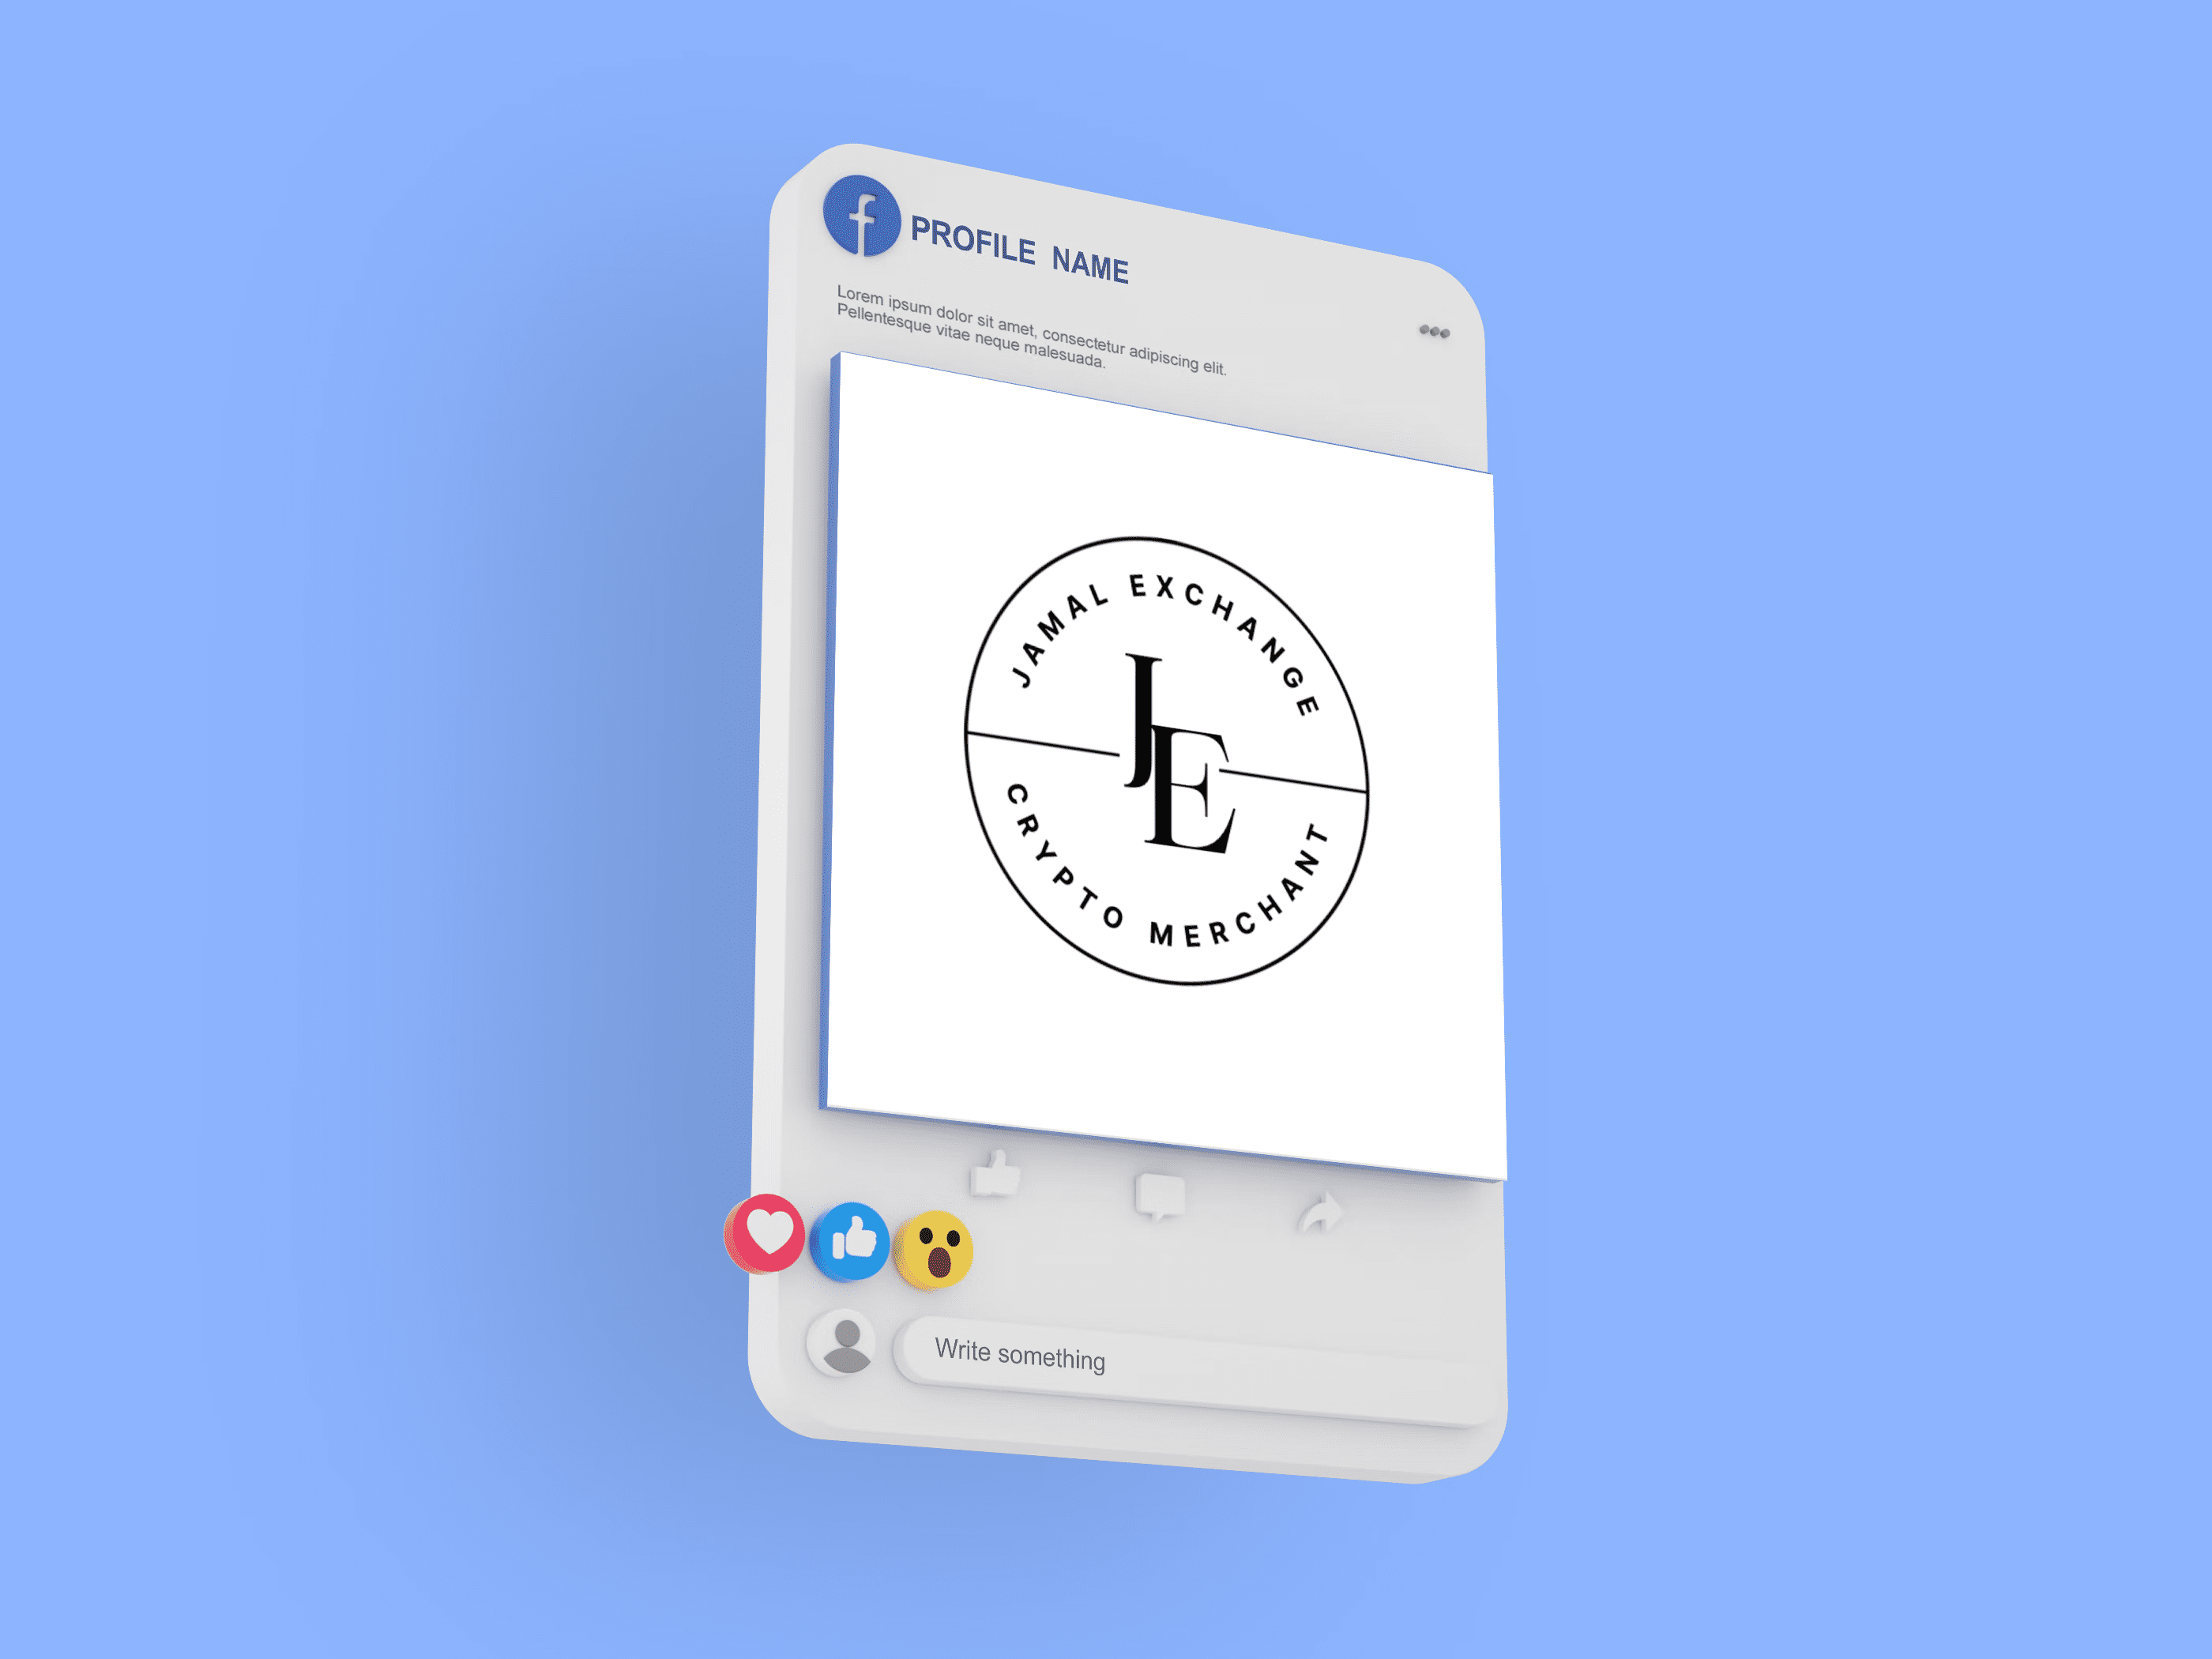 f
PROFILE NAME
Lorem ipsum dolor sit amet, consectetur adipiscing elit.
Pellentesque vitae neque malesuada.
JAMAL EXCHANGE
JE
CRYPTO MERCHANT
Write something